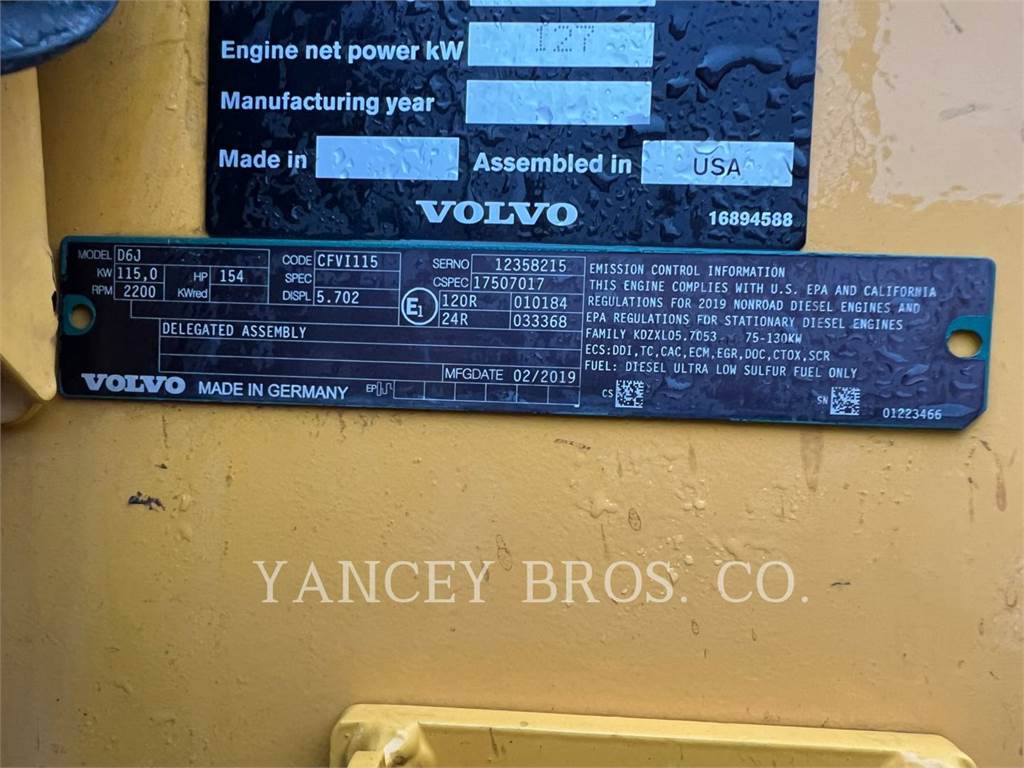 Engine net power kW 127
Manufacturing year
Made in Assembled in USA
VOLVO 16894588
MODEL D6J CODE CFVI115 SERNO 12358215
KW 115,0 HP 154 SPEC CSPEC 17507017
RPM 2200 KWred DISPL 5.702 E1 120R 010184
24R 033368
DELEGATED ASSEMBLY
MFGDATE 02/2019
VOLVO MADE IN GERMANY EP
EMISSION CONTROL INFORMATION
THIS ENGINE COMPLIES WITH U.S. EPA AND CALIFORNIA
REGULATIONS FOR 2019 NONROAD DIESEL ENGINES AND
EPA REGULATIONS FOR STATIONARY DIESEL ENGINES
FAMILY KDZXL05.7053 75-130KW
ECS:DDI,TC,CAC,ECM,EGR,DOC,CTOX,SCR
FUEL: DIESEL ULTRA LOW SULFUR FUEL ONLY
CS SN 01223466
YANCEY BROS. CO.